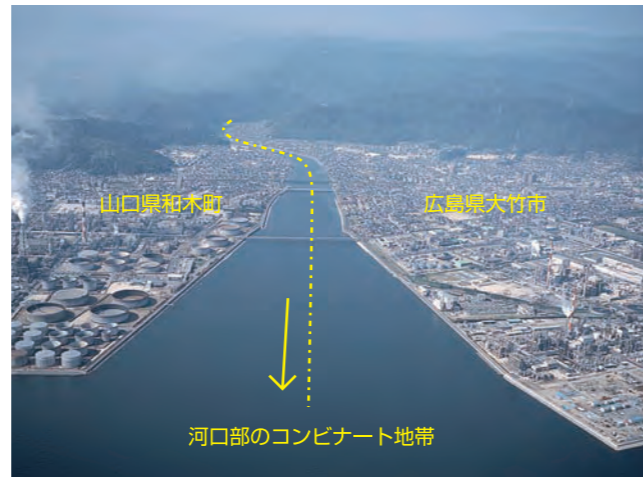 山口県和木町
広島県大竹市
河口部のコンビナート地帯